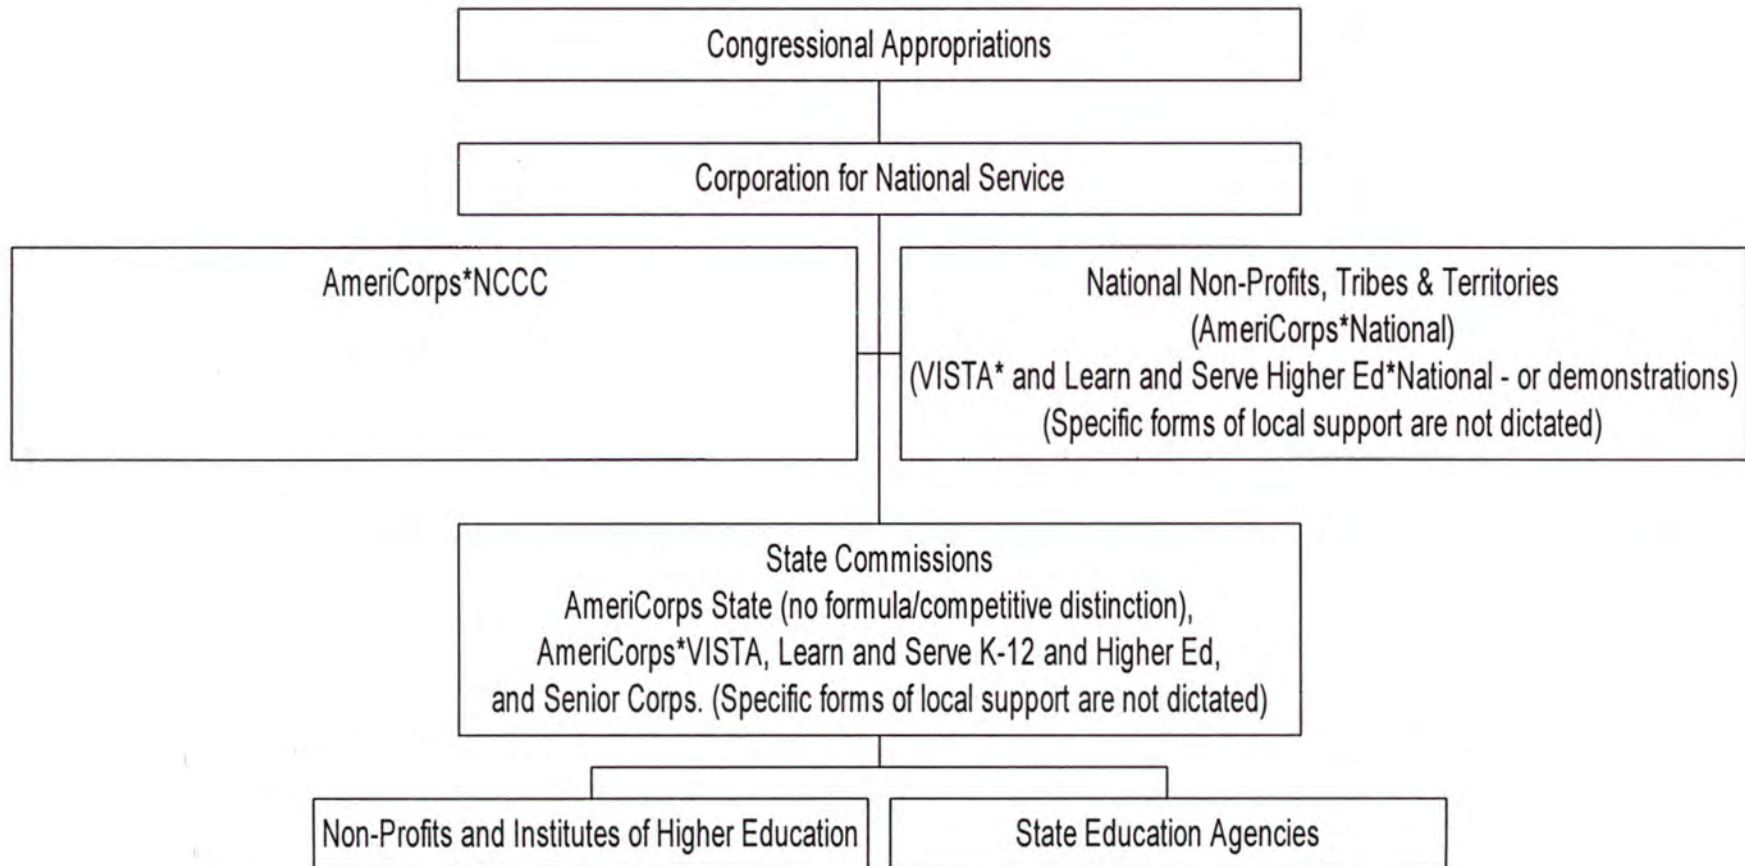 Congressional Appropriations
Corporation for National Service
AmeriCorps*NCCC
National Non-Profits, Tribes & Territories
(AmeriCorps*National)
(VISTA* and Learn and Serve Higher Ed*National - or demonstrations)
(Specific forms of local support are not dictated)
State Commissions
AmeriCorps State (no formula/competitive distinction),
AmeriCorps*VISTA, Learn and Serve K-12 and Higher Ed,
and Senior Corps. (Specific forms of local support are not dictated)
Non-Profits and Institutes of Higher Education
State Education Agencies